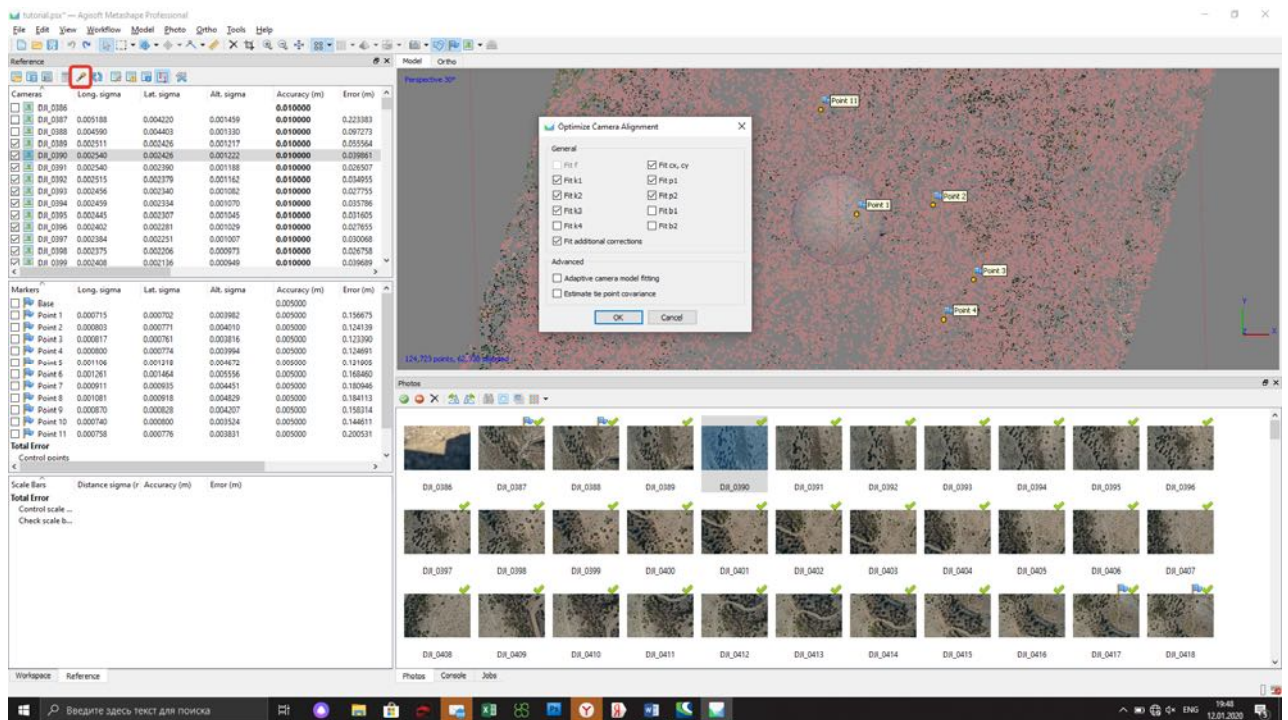 tutorial.psx* — Agisoft Metashape Professional
File Edit View Workflow Model Photo Ortho Tools Help
Reference
Cameras Long. sigma Lat. sigma Alt. sigma Accuracy (m) Error (m)
DJI_0386 0.010000
DJI_0387 0.005188 0.004220 0.001459 0.010000 0.223383
DJI_0388 0.004590 0.004403 0.001330 0.010000 0.097273
DJI_0389 0.002511 0.002426 0.001217 0.010000 0.055564
DJI_0390 0.002540 0.002426 0.001222 0.010000 0.039861
DJI_0391 0.002540 0.002390 0.001188 0.010000 0.026507
DJI_0392 0.002515 0.002379 0.001162 0.010000 0.034955
DJI_0393 0.002456 0.002340 0.001082 0.010000 0.027755
DJI_0394 0.002459 0.002334 0.001070 0.010000 0.035786
DJI_0395 0.002445 0.002307 0.001045 0.010000 0.031605
DJI_0396 0.002402 0.002281 0.001029 0.010000 0.027655
DJI_0397 0.002384 0.002251 0.001007 0.010000 0.030068
DJI_0398 0.002375 0.002206 0.000973 0.010000 0.026758
DJI_0399 0.002408 0.002136 0.000949 0.010000 0.039689
Markers Long. sigma Lat. sigma Alt. sigma Accuracy (m) Error (m)
Base 0.005000
Point 1 0.000715 0.000702 0.003982 0.005000 0.156675
Point 2 0.000803 0.000771 0.004010 0.005000 0.124139
Point 3 0.000817 0.000761 0.003816 0.005000 0.123390
Point 4 0.000800 0.000774 0.003994 0.005000 0.124691
Point 5 0.001106 0.001218 0.004672 0.005000 0.121905
Point 6 0.001261 0.001464 0.005556 0.005000 0.168460
Point 7 0.000911 0.000935 0.004451 0.005000 0.180946
Point 8 0.001081 0.000918 0.004829 0.005000 0.184113
Point 9 0.000870 0.000828 0.004207 0.005000 0.158314
Point 10 0.000740 0.000800 0.003524 0.005000 0.144611
Point 11 0.000758 0.000776 0.003831 0.005000 0.200531
Total Error
Control points
Scale Bars Distance sigma (r Accuracy (m) Error (m)
Total Error
Control scale ...
Check scale b...
Workspace Reference
Model Ortho
Perspective 30°
Point 11
Point 2
Point 1
Point 3
Point 4
Y
X
Z
124,723 points,
Optimize Camera Alignment
General
Fit f Fit cx, cy
Fit k1 Fit p1
Fit k2 Fit p2
Fit k3 Fit b1
Fit k4 Fit b2
Fit additional corrections
Advanced
Adaptive camera model fitting
Estimate tie point covariance
OK Cancel
Photos
DJI_0386 DJI_0387 DJI_0388 DJI_0389 DJI_0390 DJI_0391 DJI_0392 DJI_0393 DJI_0394 DJI_0395 DJI_0396
DJI_0397 DJI_0398 DJI_0399 DJI_0400 DJI_0401 DJI_0402 DJI_0403 DJI_0404 DJI_0405 DJI_0406 DJI_0407
DJI_0408 DJI_0409 DJI_0410 DJI_0411 DJI_0412 DJI_0413 DJI_0414 DJI_0415 DJI_0416 DJI_0417 DJI_0418
Photos Console Jobs
Введите здесь текст для поиска
ENG
19:48
12.01.2020